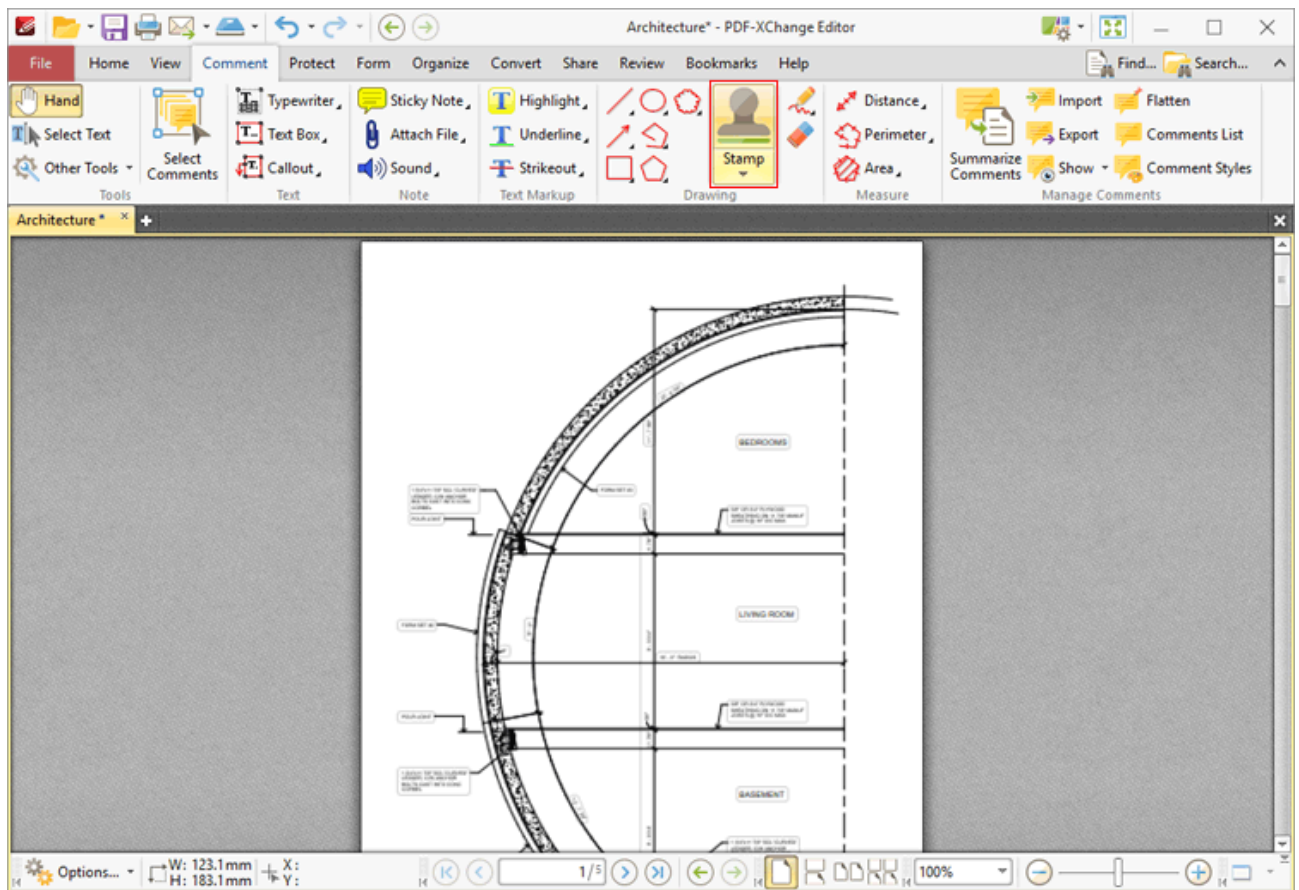 Architecture* - PDF-XChange Editor
File Home View Comment Protect Form Organize Convert Share Review Bookmarks Help Find... Search...
Hand Typewriter Sticky Note Highlight Distance Import Flatten
Select Text Text Box Attach File Underline Perimeter Export Comments List
Other Tools Select Comments Callout Sound Strikeout Stamp Area Summarize Comments Show Comment Styles
Tools Text Note Text Markup Drawing Measure Manage Comments
Architecture *
BEDROOMS
LIVING ROOM
BASEMENT
Options... W: 123.1mm X:
H: 183.1mm Y:
1/5
100%